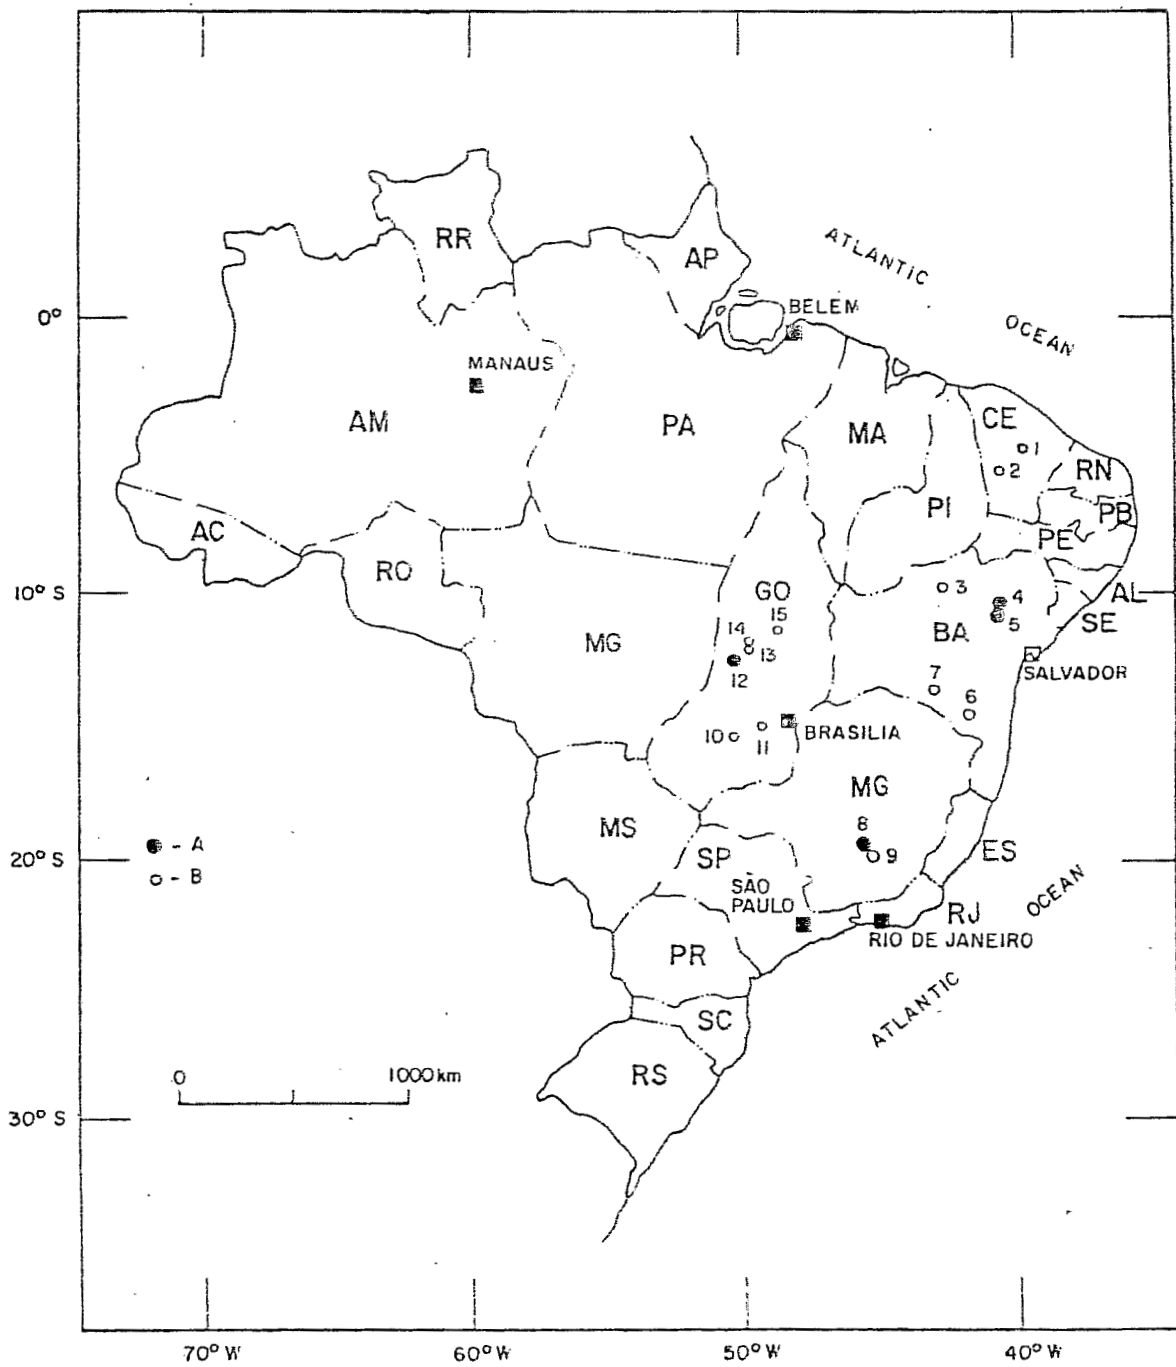 ATLANTIC
OCEAN
RR
AP
BELEM
0°
MANAUS
AM
PA
MA
CE
1
2
RN
PI
PB
PE
AC
RO
10° S
GO
3
4
AL
15
5
SE
BA
14
13
MG
12
SALVADOR
7
6
10
11
BRASILIA
MG
MS
8
- A
9
ES
20° S
SP
- B
SÃO
PAULO
OCEAN
RJ
RIO DE JANEIRO
PR
ATLANTIC
SC
RS
0
1000 km
30° S
70° W
60° W
50° W
40° W